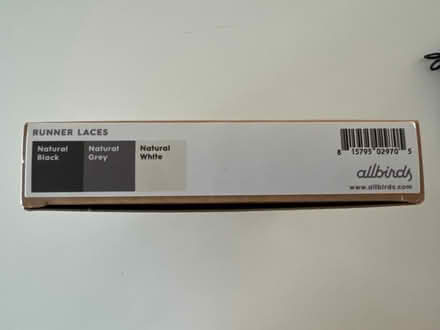 RUNNER LACES
Natural Black
Natural Grey
Natural White
8 15795 02970 5
allbirds
www.allbirds.com